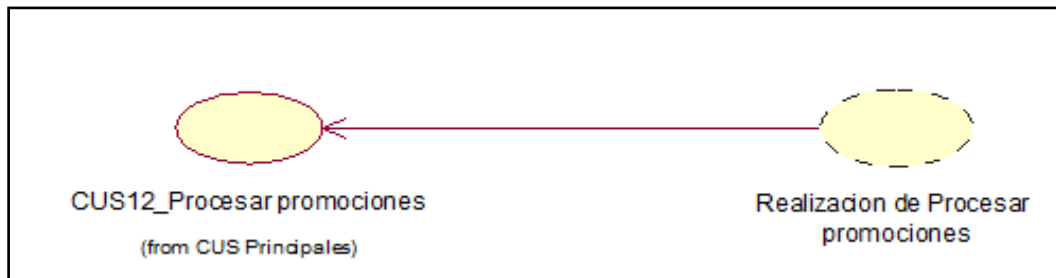 CUS12_Procesar promociones
(from CUS Principales)
Realizacion de Procesar
promociones